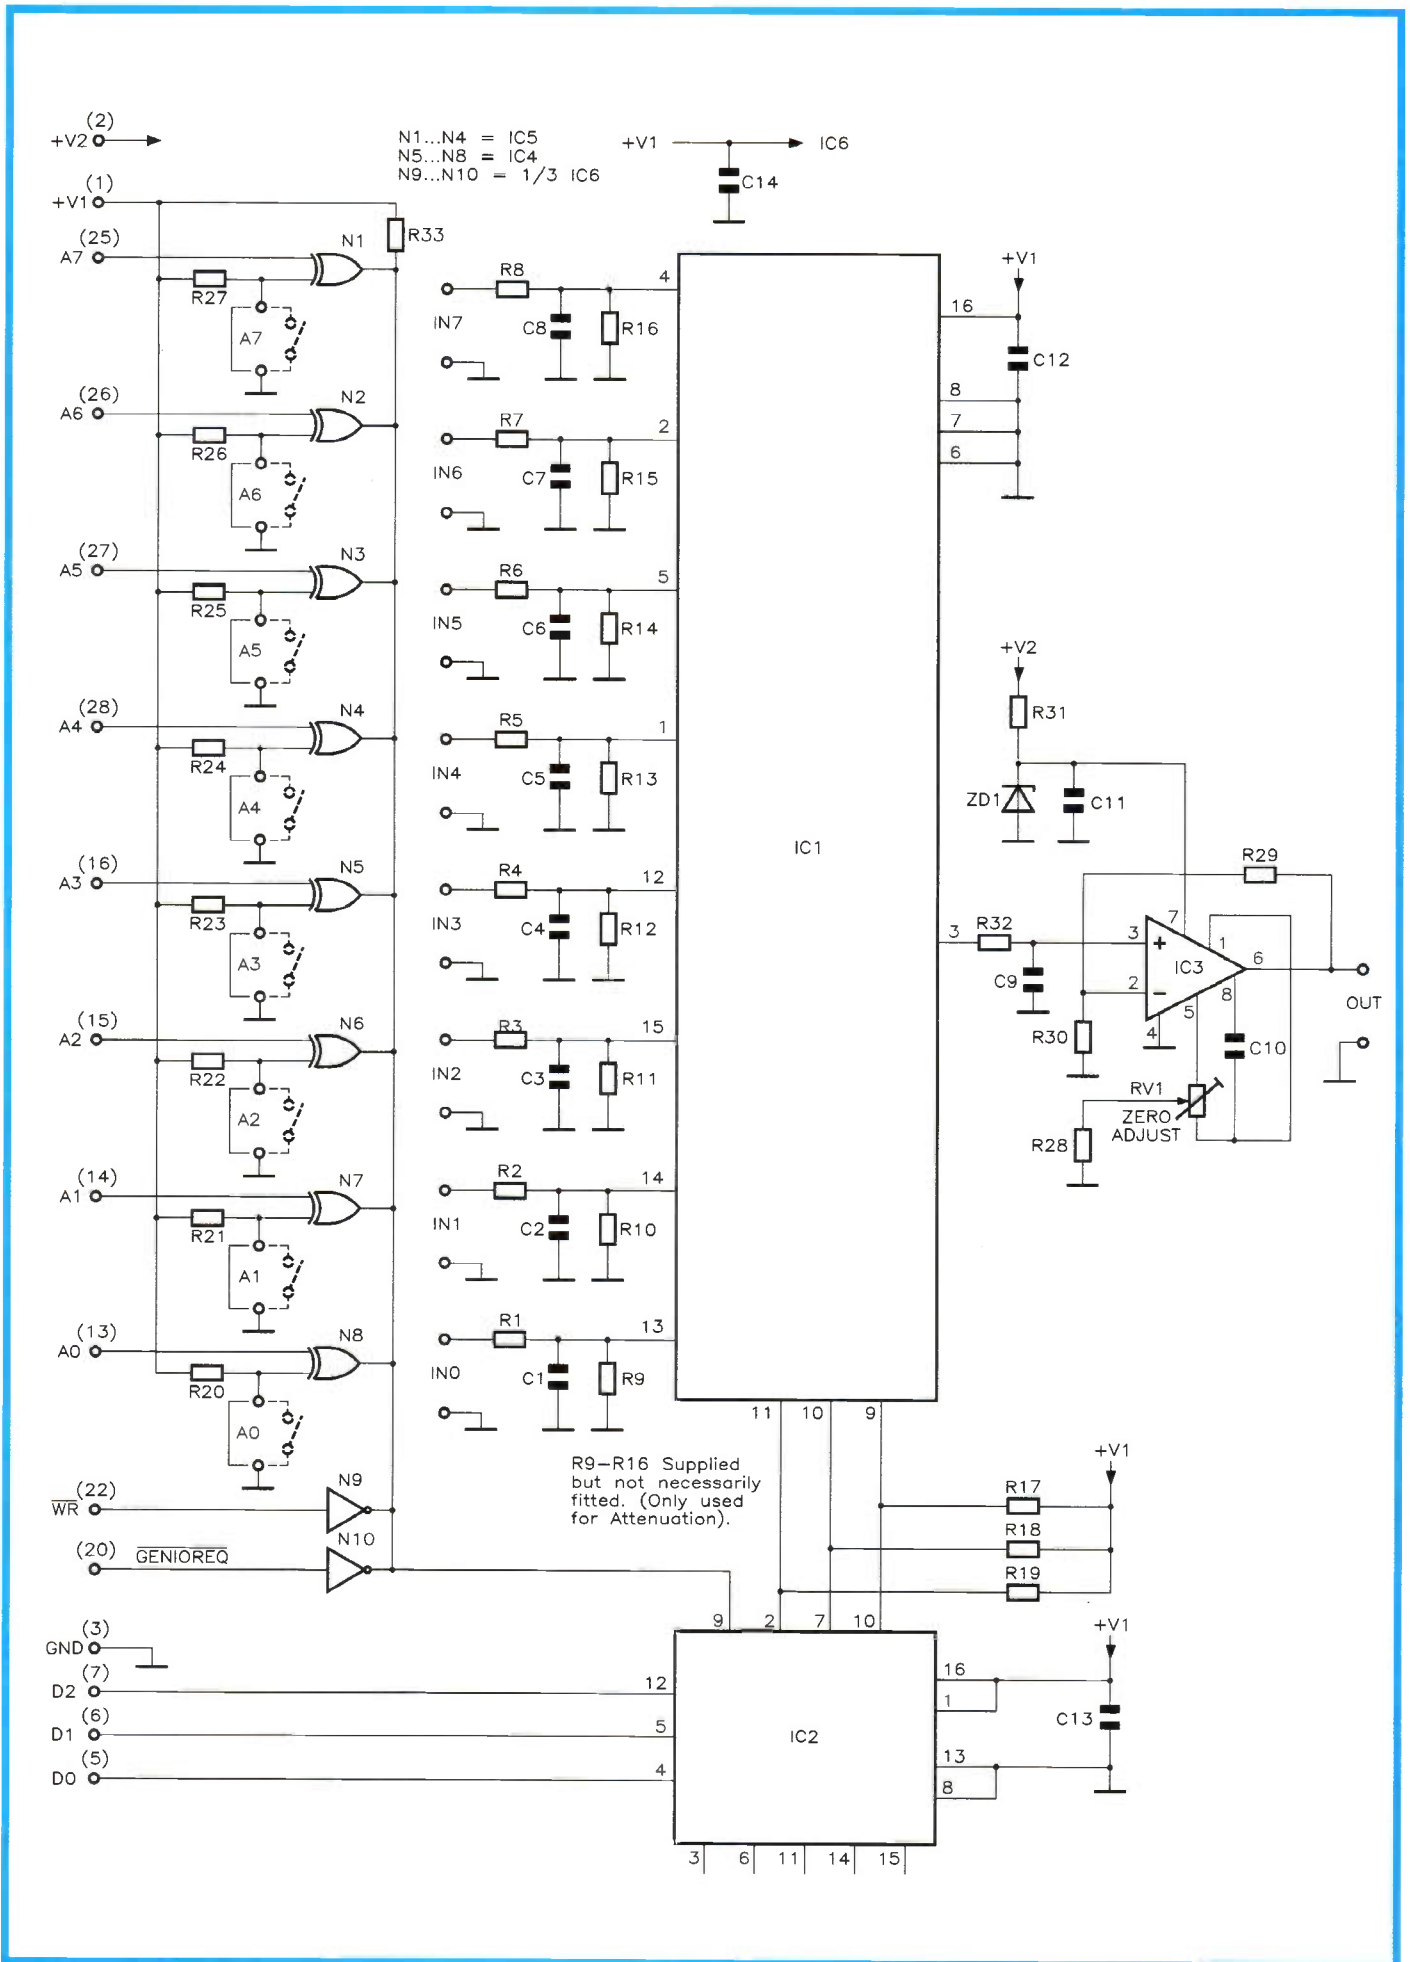 (2)
+V2
N1...N4 = IC5
N5...N8 = IC4
N9...N10 = 1/3 IC6
+V1
IC6
C14
(1)
+V1
R33
(25)
A7
N1
R27
A7
(26)
A6
N2
R26
A6
(27)
A5
N3
R25
A5
(28)
A4
N4
R24
A4
(16)
A3
N5
R23
A3
(15)
A2
N6
R22
A2
(14)
A1
N7
R21
A1
(13)
A0
N8
R20
A0
(22)
WR
N9
(20)
GENIOREQ
N10
(3)
GND
(7)
D2
(6)
D1
(5)
D0
IN7
R8
C8
R16
4
IN6
R7
C7
R15
2
IN5
R6
C6
R14
5
IN4
R5
C5
R13
1
IN3
R4
C4
R12
12
IN2
R3
C3
R11
15
IN1
R2
C2
R10
14
IN0
R1
C1
R9
13
R9–R16 Supplied
but not necessarily
fitted. (Only used
for Attenuation).
IC1
+V1
16
C12
8
7
6
+V2
R31
ZD1
C11
R29
3
R32
C9
3
+
7
1
IC3
6
2
–
8
5
4
OUT
R30
C10
RV1
ZERO
ADJUST
R28
11
10
9
+V1
R17
R18
R19
9
2
7
10
+V1
12
16
1
5
IC2
C13
13
4
8
3
6
11
14
15